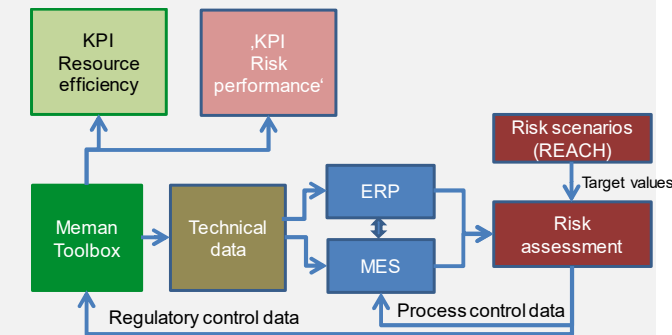 KPI
Resource
efficiency
‚KPI
Risk
performance‘
Risk scenarios
(REACH)
Target values
ERP
Meman
Toolbox
Technical
data
Risk
assessment
MES
Process control data
Regulatory control data